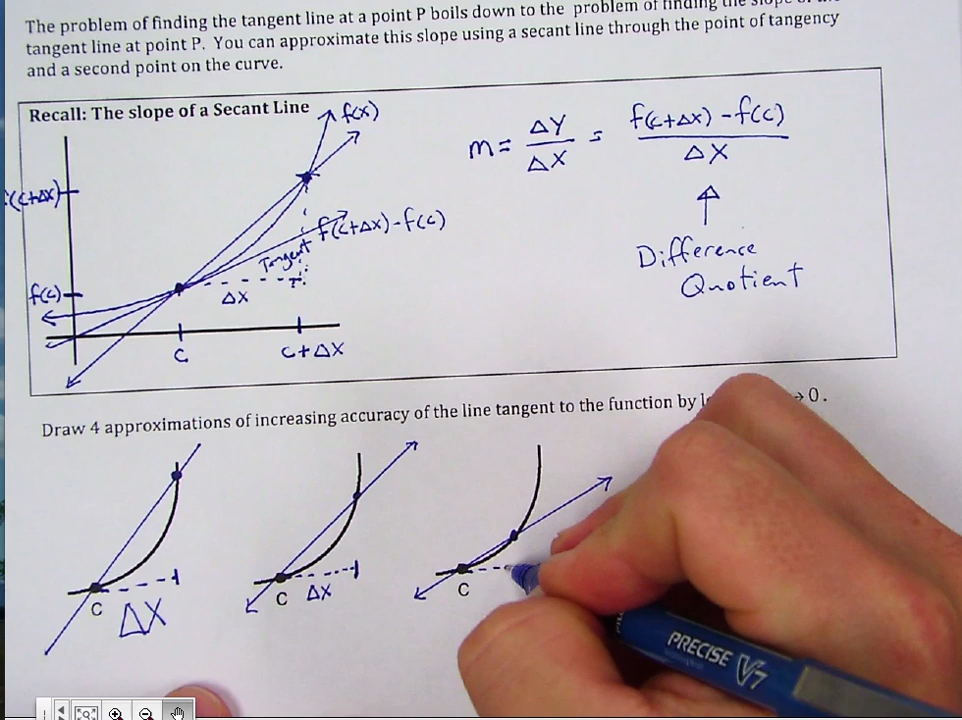 The problem of finding the tangent line at a point P boils down to the problem of finding the slope of the
tangent line at point P. You can approximate this slope using a secant line through the point of tangency
and a second point on the curve.
Recall: The slope of a Secant Line
f(x)
m = ΔY/ΔX = f(c+Δx) - f(c)/ΔX
(c+Δx)
f(c+Δx)-f(c)
Tangent
Difference
Quotient
f(c)
ΔX
C
C+ΔX
Draw 4 approximations of increasing accuracy of the line tangent to the function by → 0.
C ΔX
C ΔX
C
PRECISE V7